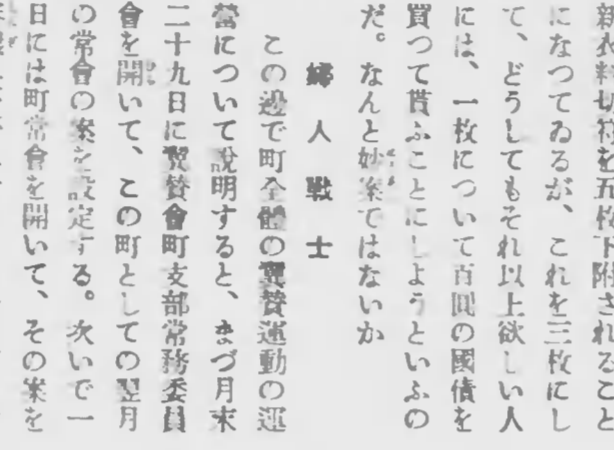 新衣料切符を五枚下附されること
になつてゐるが、これを三枚にし
て、どうしてもそれ以上欲しい人
には、一枚について百圓の國債を
買つて貰ふことにしようといふの
だ。なんと妙案ではないか
婦人戰士
この邊で町全體の翼贊運動の運
營について說明すると、まづ月末
二十九日に翼贊會町支部常務委員
會を開いて、この町としての翌月
の常會の案を設定する。次いで一
日には町常會を開いて、その案を